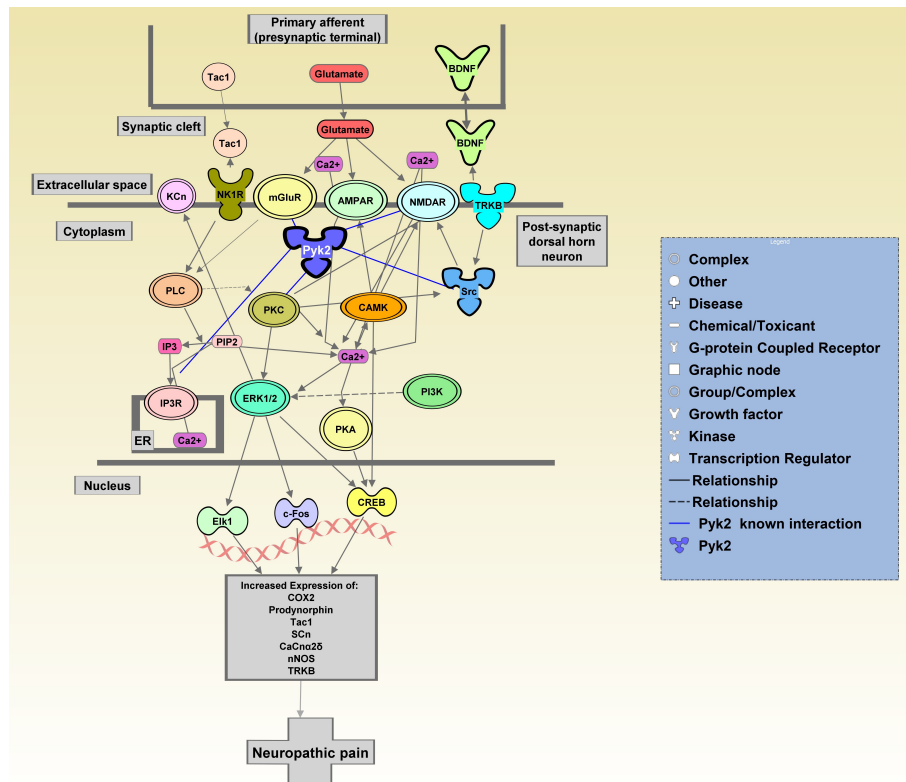 Primary afferent
(presynaptic terminal)
BDNF
Tac1
Glutamate
Synaptic cleft
Glutamate
BDNF
Tac1
Ca2+
Ca2+
Extracellular space
KCn
NK1R
mGluR
AMPAR
NMDAR
TRKB
Cytoplasm
Post-synaptic
dorsal horn
neuron
Pyk2
PLC
PKC
CAMK
Src
IP3
PIP2
Ca2+
IP3R
ERK1/2
PI3K
ER
Ca2+
PKA
Nucleus
Elk1
c-Fos
CREB
Increased Expression of:
COX2
Prodynorphin
Tac1
SCn
CaCnα2δ
nNOS
TRKB
Neuropathic pain
Legend
Complex
Other
Disease
Chemical/Toxicant
G-protein Coupled Receptor
Graphic node
Group/Complex
Growth factor
Kinase
Transcription Regulator
Relationship
Relationship
Pyk2 known interaction
Pyk2